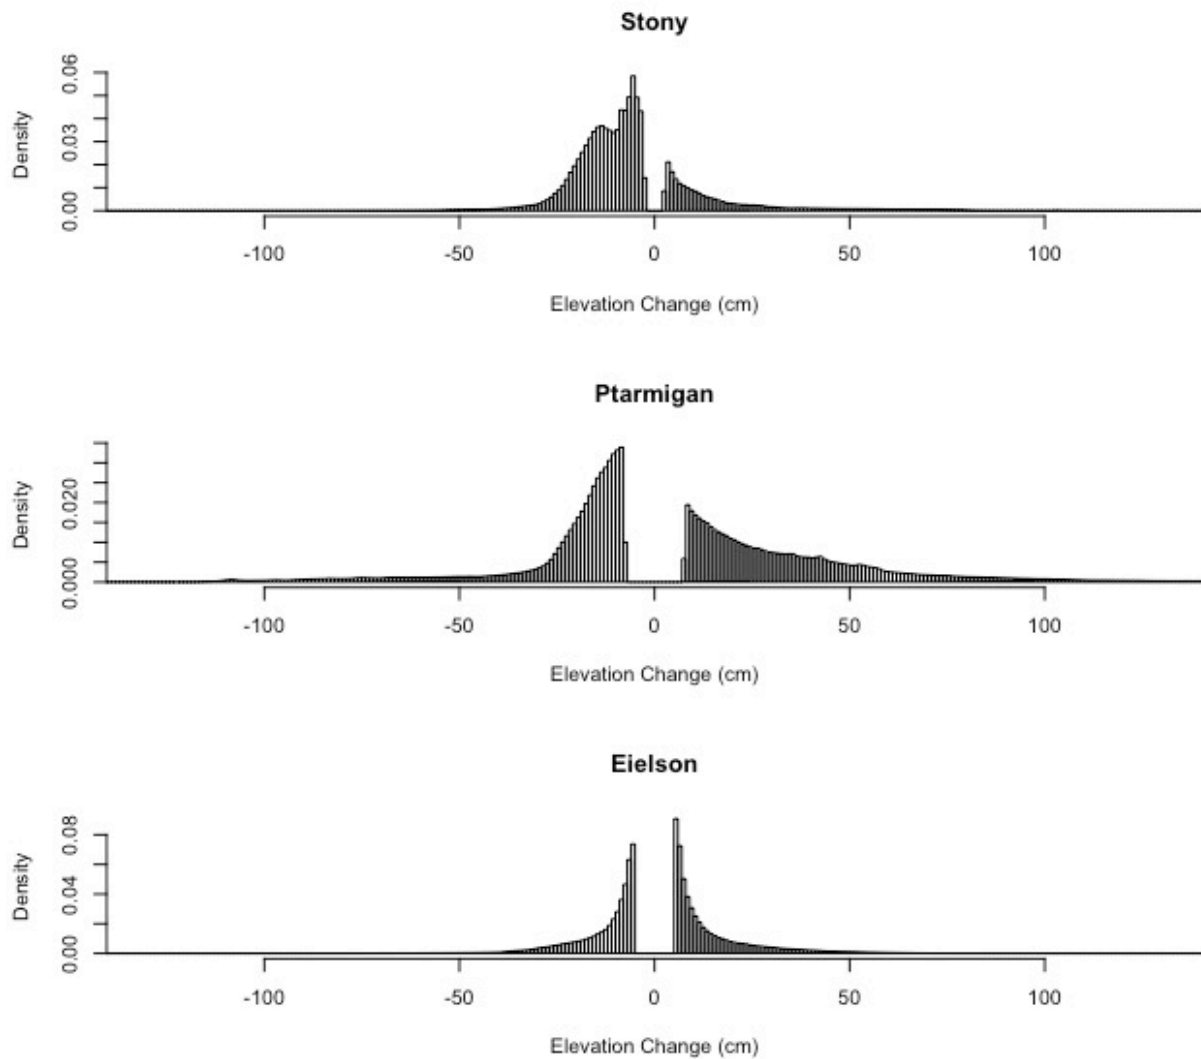 Stony
Density
0.06
0.03
0.00
-100 -50 0 50 100
Elevation Change (cm)
Ptarmigan
Density
0.020
0.000
-100 -50 0 50 100
Elevation Change (cm)
Eielson
Density
0.08
0.04
0.00
-100 -50 0 50 100
Elevation Change (cm)